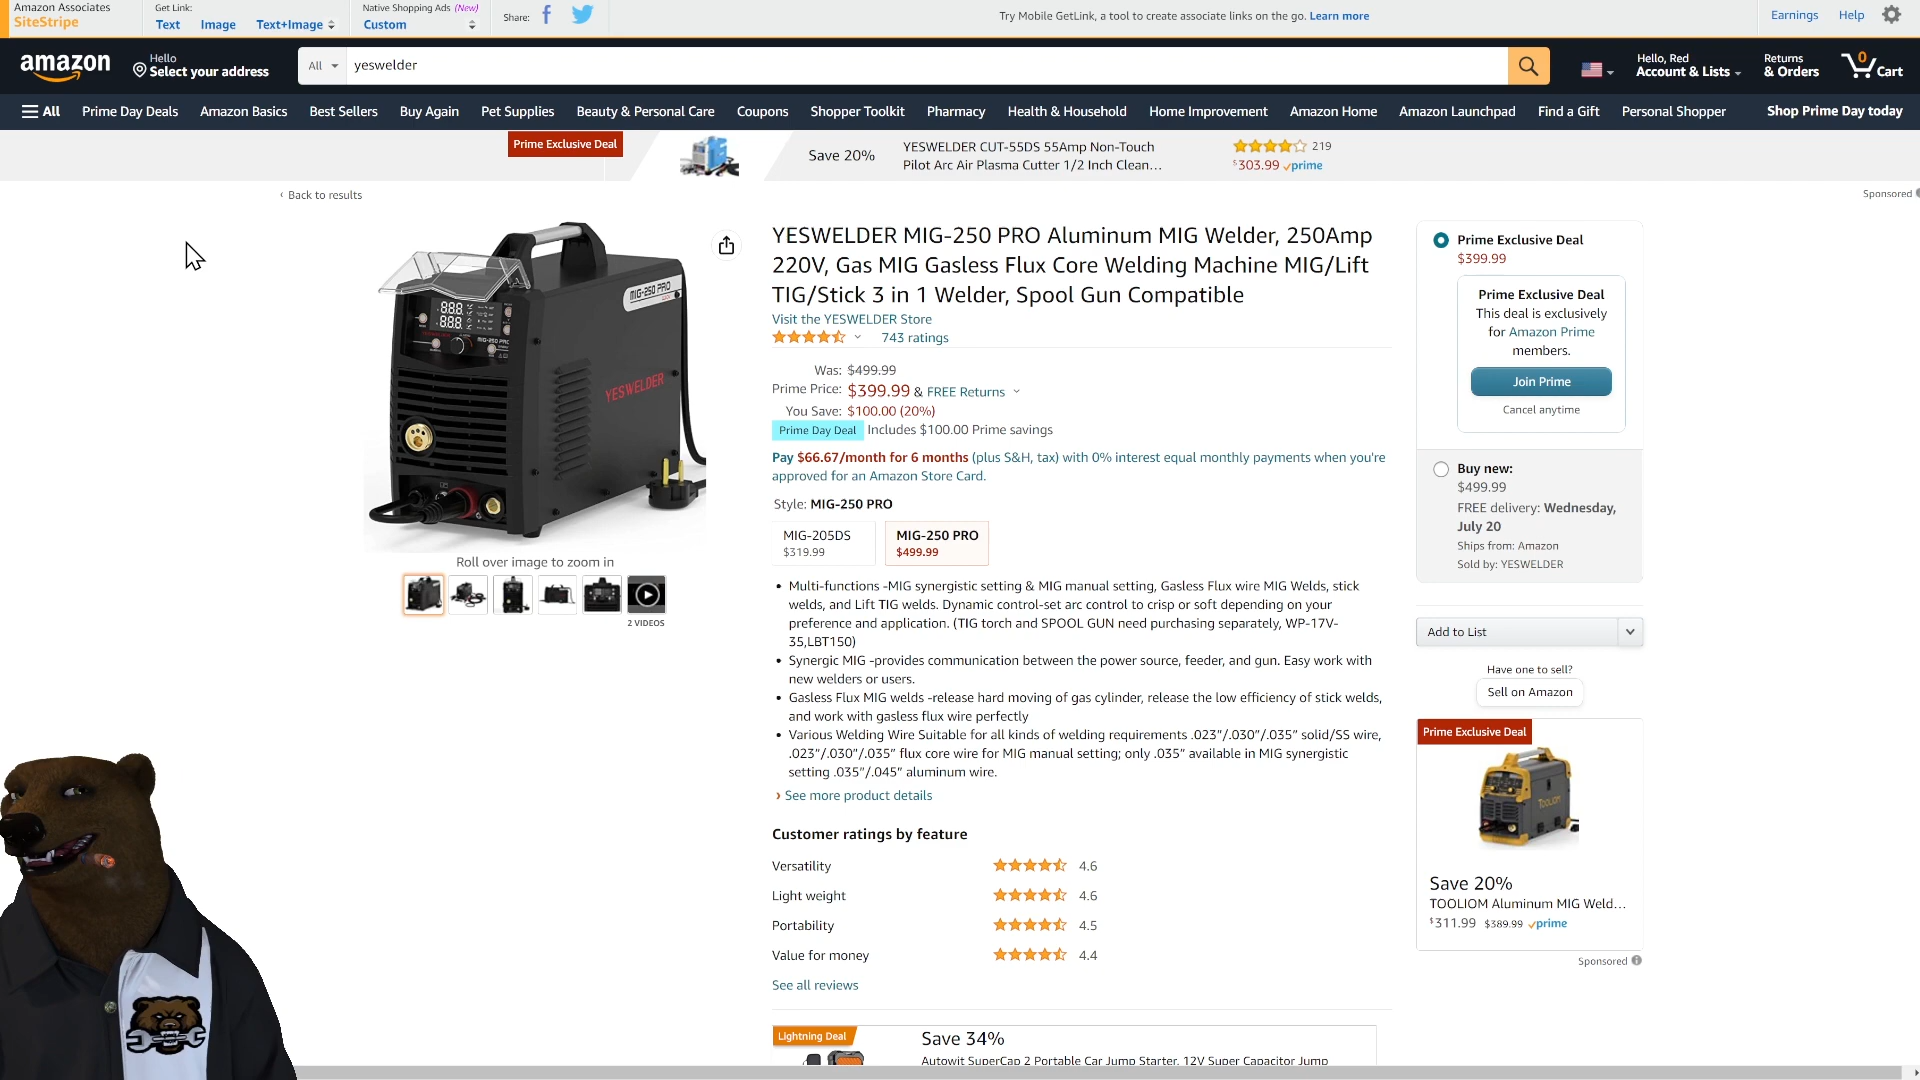 Amazon Associates
SiteStripe
Get Link:
Text Image Text+Image
Native Shopping Ads (New)
Custom
Share:
Try Mobile GetLink, a tool to create associate links on the go. Learn more
Earnings Help
amazon
Hello
Select your address
All
yeswelder
Hello, Red
Account & Lists
Returns
& Orders
0
Cart
All Prime Day Deals Amazon Basics Best Sellers Buy Again Pet Supplies Beauty & Personal Care Coupons Shopper Toolkit Pharmacy Health & Household Home Improvement Amazon Home Amazon Launchpad Find a Gift Personal Shopper Shop Prime Day today
Prime Exclusive Deal
Save 20%
YESWELDER CUT-55DS 55Amp Non-Touch
Pilot Arc Air Plasma Cutter 1/2 Inch Clean…
219
$303.99 prime
‹ Back to results
Sponsored
MIG-250 PRO
YESWELDER
Roll over image to zoom in
2 VIDEOS
YESWELDER MIG-250 PRO Aluminum MIG Welder, 250Amp
220V, Gas MIG Gasless Flux Core Welding Machine MIG/Lift
TIG/Stick 3 in 1 Welder, Spool Gun Compatible
Visit the YESWELDER Store
743 ratings
Was: $499.99
Prime Price: $399.99 & FREE Returns
You Save: $100.00 (20%)
Prime Day Deal Includes $100.00 Prime savings
Pay $66.67/month for 6 months (plus S&H, tax) with 0% interest equal monthly payments when you're
approved for an Amazon Store Card.
Style: MIG-250 PRO
MIG-205DS
$319.99
MIG-250 PRO
$499.99
• Multi-functions -MIG synergistic setting & MIG manual setting, Gasless Flux wire MIG Welds, stick
welds, and Lift TIG welds. Dynamic control-set arc control to crisp or soft depending on your
preference and application. (TIG torch and SPOOL GUN need purchasing separately, WP-17V-
35,LBT150)
• Synergic MIG -provides communication between the power source, feeder, and gun. Easy work with
new welders or users.
• Gasless Flux MIG welds -release hard moving of gas cylinder, release the low efficiency of stick welds,
and work with gasless flux wire perfectly
• Various Welding Wire Suitable for all kinds of welding requirements .023"/.030"/.035" solid/SS wire,
.023"/.030"/.035" flux core wire for MIG manual setting; only .035" available in MIG synergistic
setting .035"/.045" aluminum wire.
› See more product details
Customer ratings by feature
Versatility 4.6
Light weight 4.6
Portability 4.5
Value for money 4.4
See all reviews
Lightning Deal
Save 34%
Autowit SuperCap 2 Portable Car Jump Starter, 12V Super Capacitor Jump
Prime Exclusive Deal
$399.99
Prime Exclusive Deal
This deal is exclusively
for Amazon Prime
members.
Join Prime
Cancel anytime
Buy new:
$499.99
FREE delivery: Wednesday,
July 20
Ships from: Amazon
Sold by: YESWELDER
Add to List
Have one to sell?
Sell on Amazon
Prime Exclusive Deal
TOOLIOM
Save 20%
TOOLIOM Aluminum MIG Weld…
$311.99 $389.99 prime
Sponsored